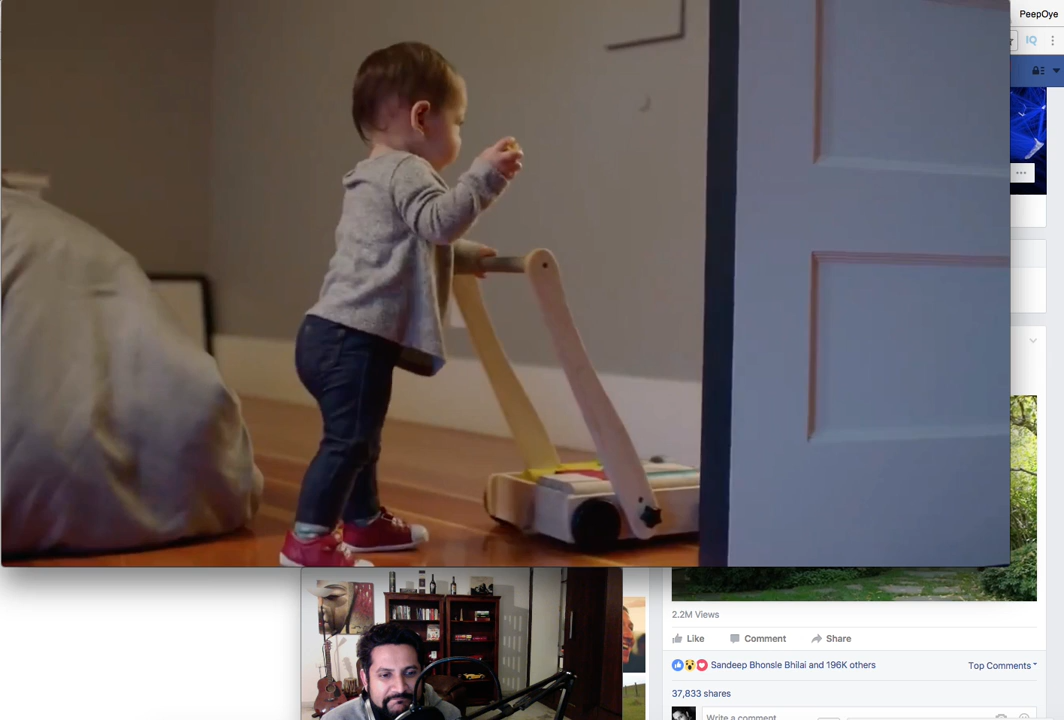 PeepOye
IQ
2.2M Views
Like Comment Share
Sandeep Bhonsle Bhilai and 196K others
Top Comments
37,833 shares
Write a comment...